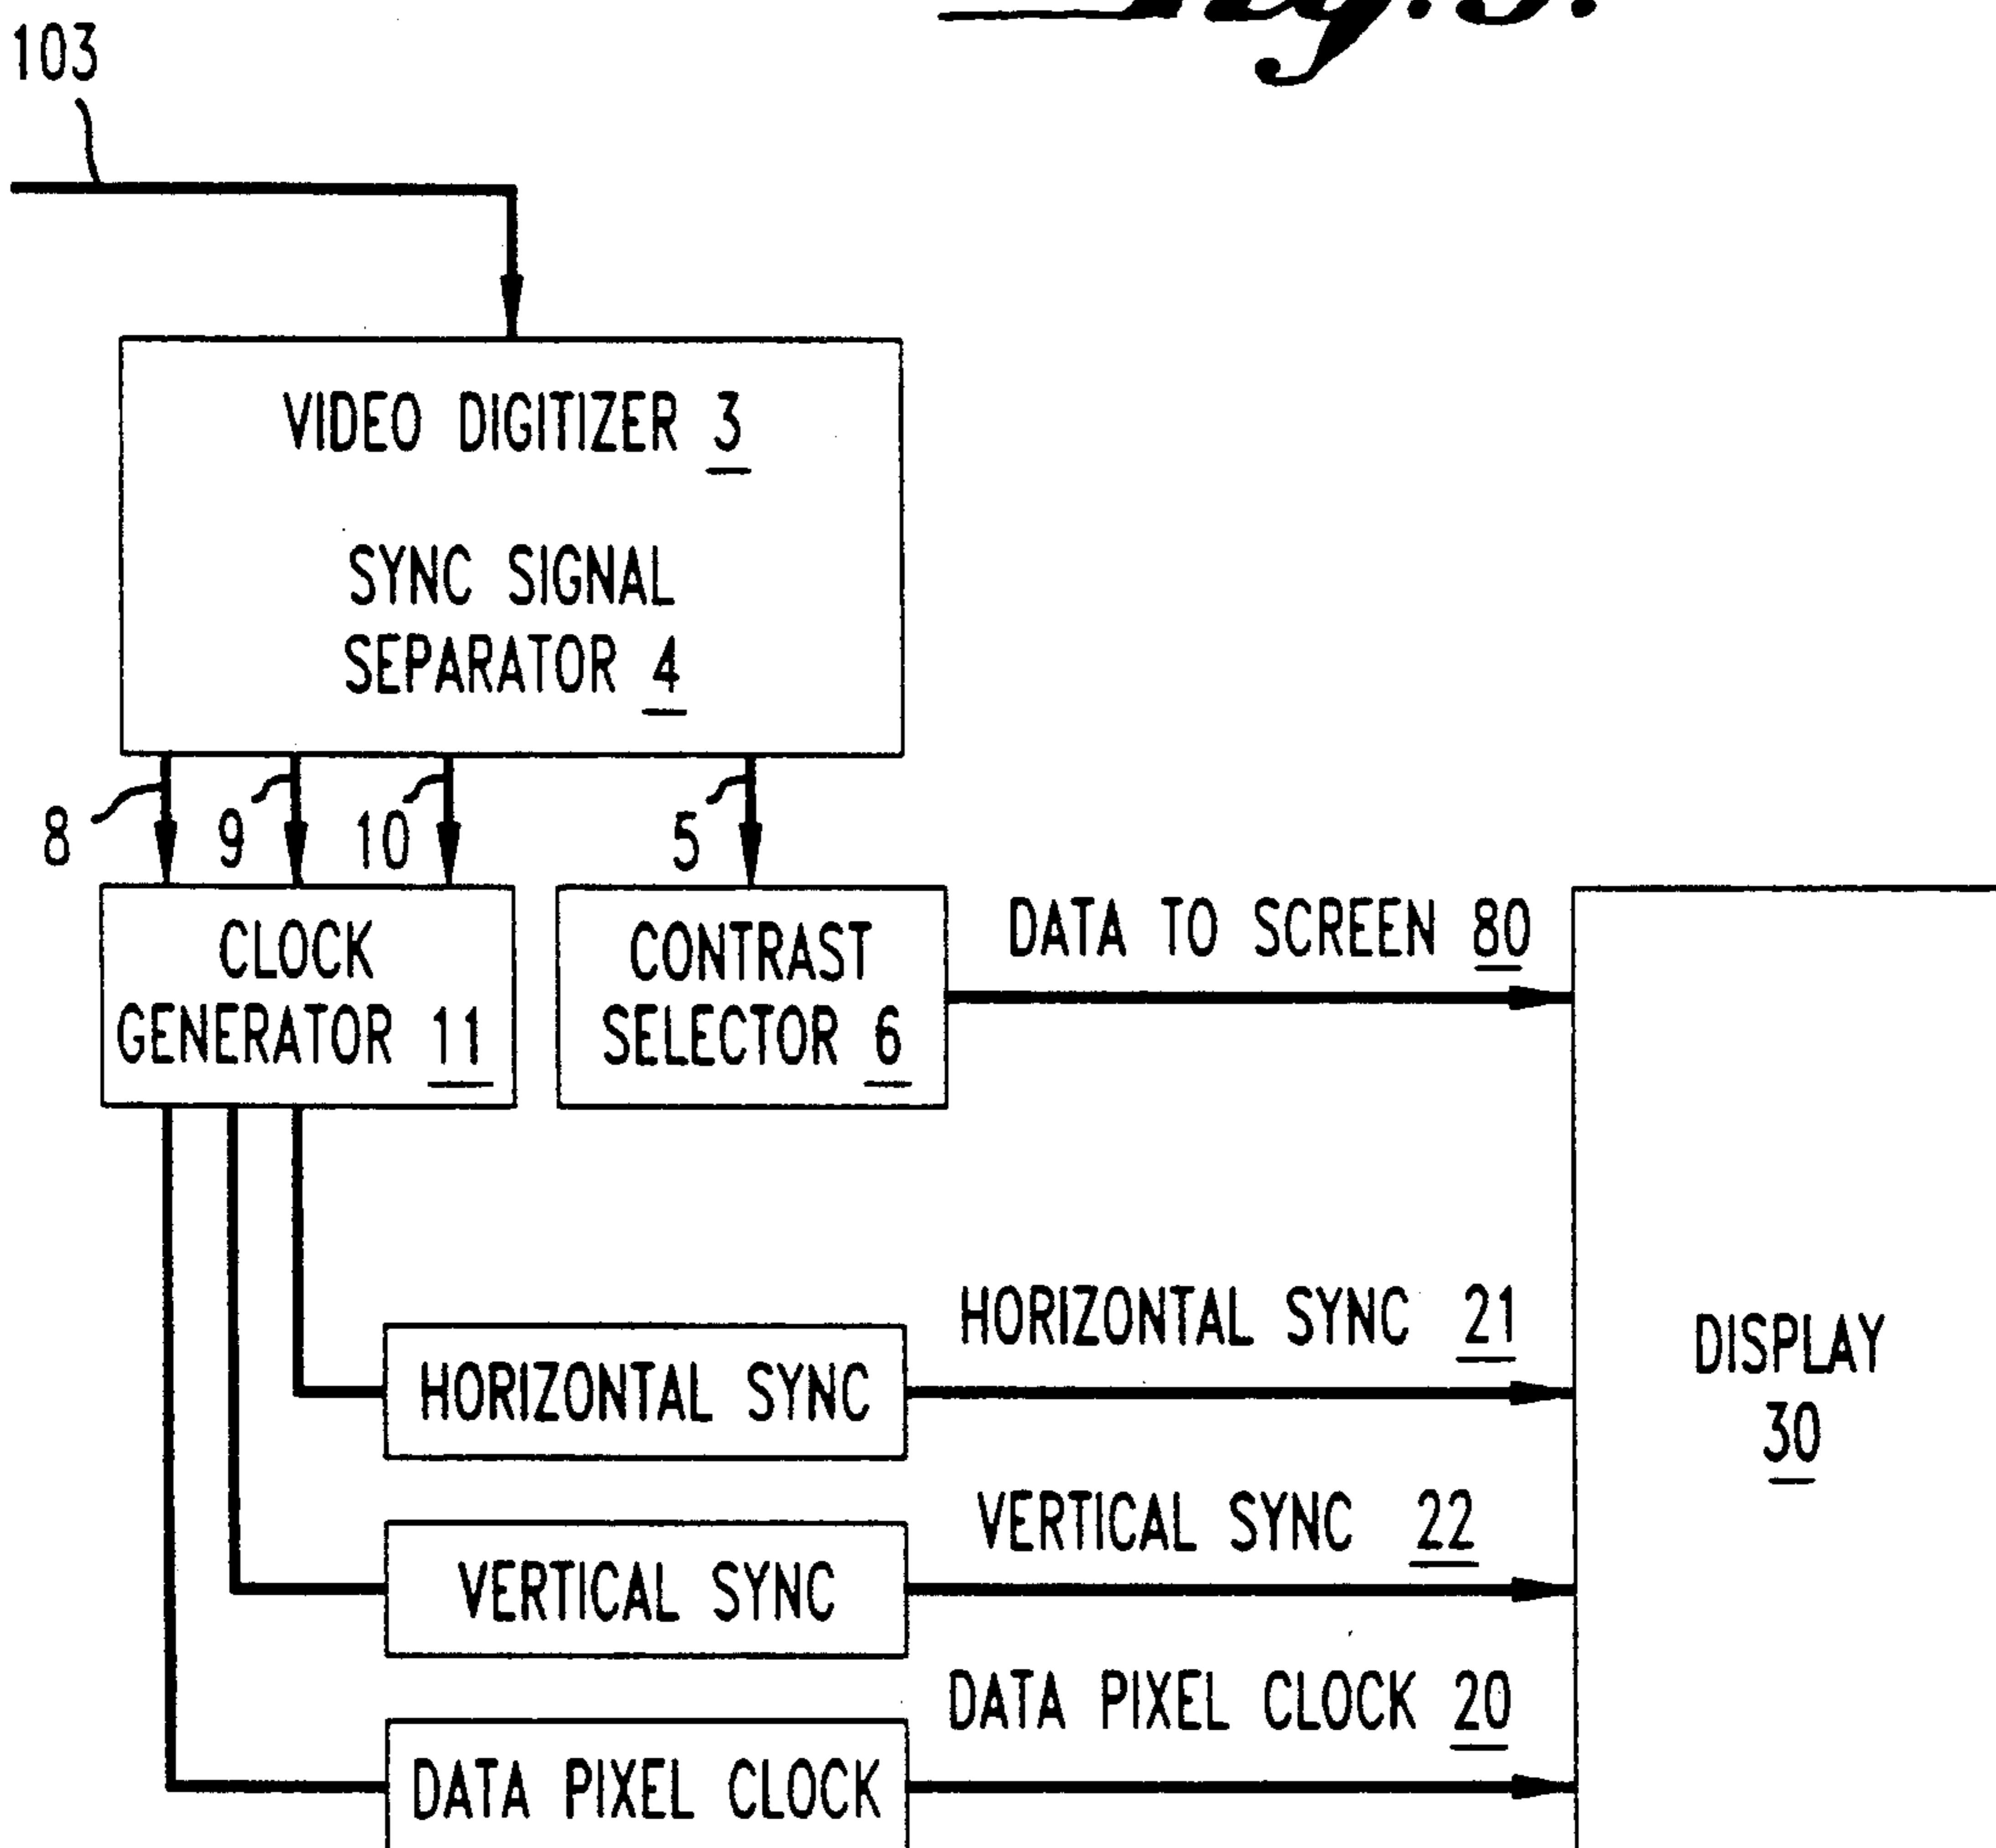 103
VIDEO DIGITIZER 3
SYNC SIGNAL
SEPARATOR 4
8
9
10
5
CLOCK
GENERATOR 11
CONTRAST
SELECTOR 6
DATA TO SCREEN 80
HORIZONTAL SYNC 21
HORIZONTAL SYNC
DISPLAY
30
VERTICAL SYNC 22
VERTICAL SYNC
DATA PIXEL CLOCK 20
DATA PIXEL CLOCK